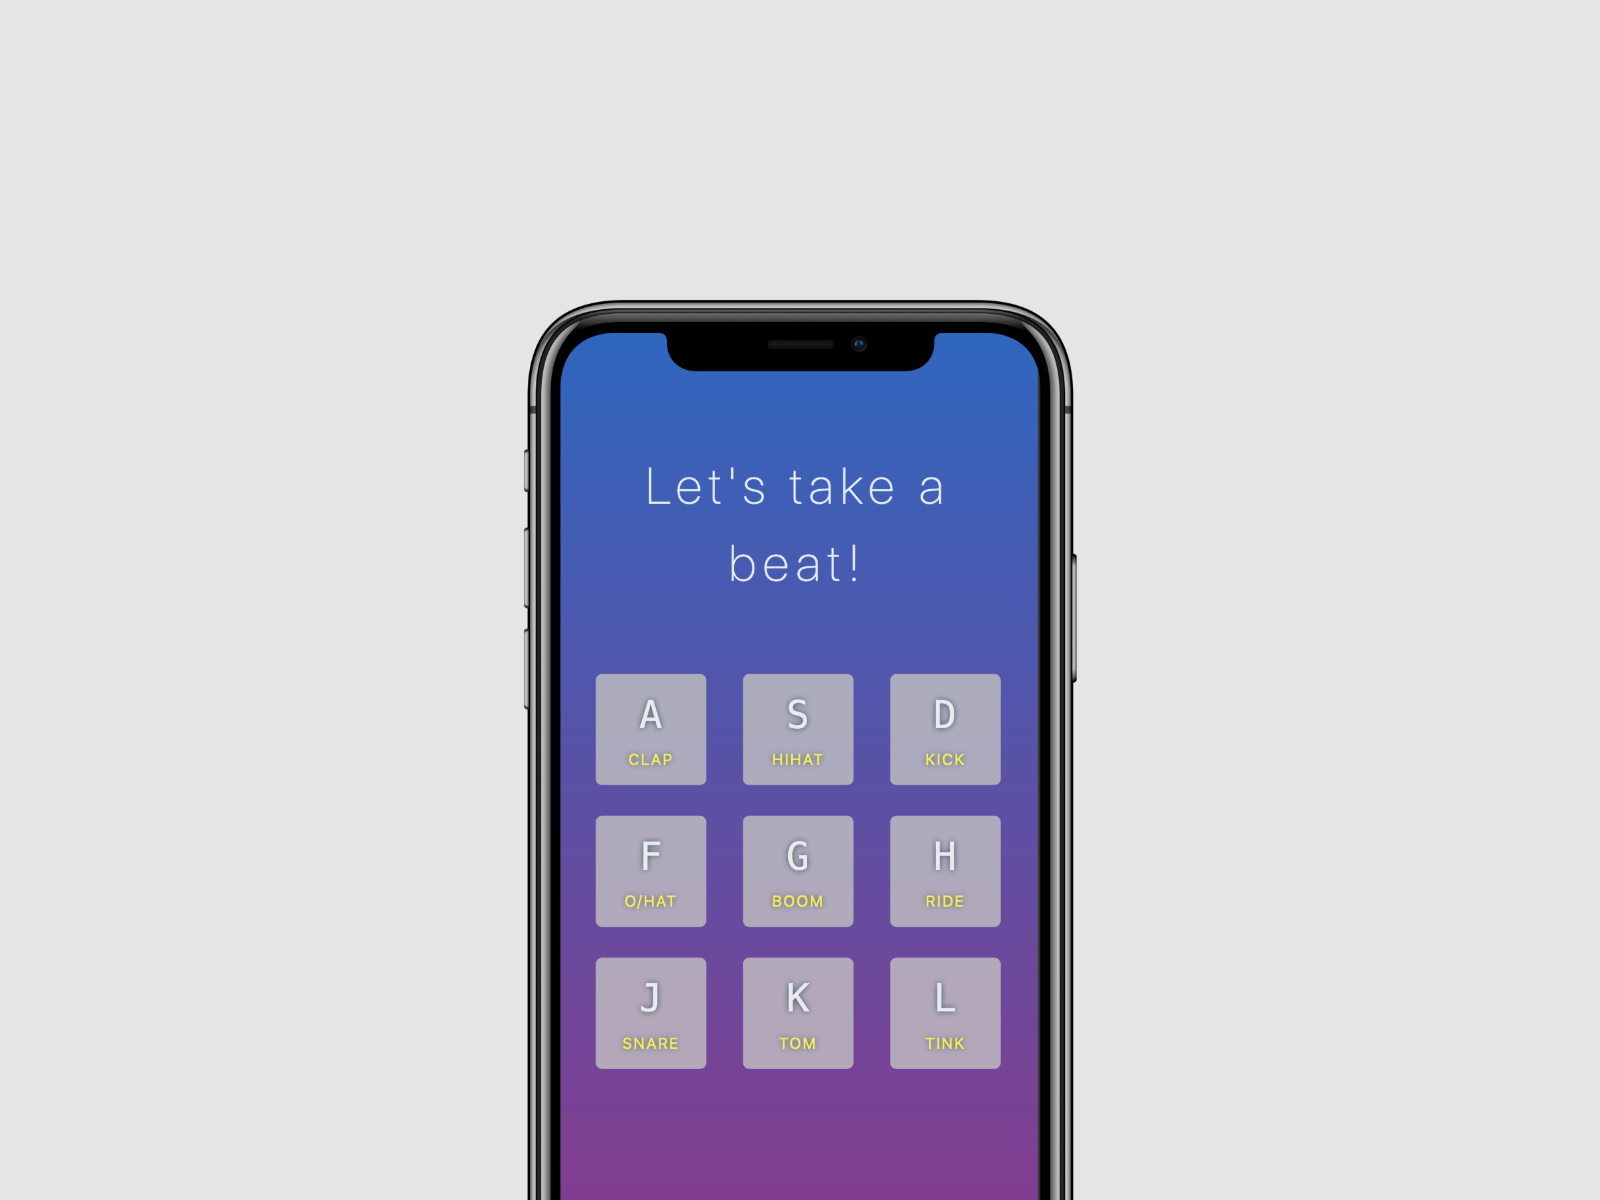 Let's take a
beat!
A S D
CLAP HIHAT KICK
F G H
O/HAT BOOM RIDE
J K L
SNARE TOM TINK